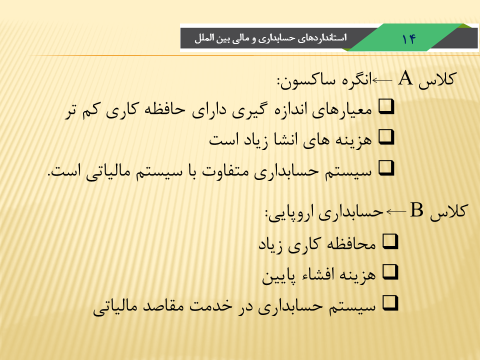 استانداردهای حسابداری و مالی بین الملل
۱۴
کلاس A ←انگره ساکسون:
❑ معیارهای اندازه گیری دارای حافظه کاری کم تر
❑ هزینه های انشا زیاد است
❑ سیستم حسابداری متفاوت با سیستم مالیاتی است.
کلاس B ←حسابداری اروپایی:
❑ محافظه کاری زیاد
❑ هزینه افشاء پایین
❑ سیستم حسابداری در خدمت مقاصد مالیاتی